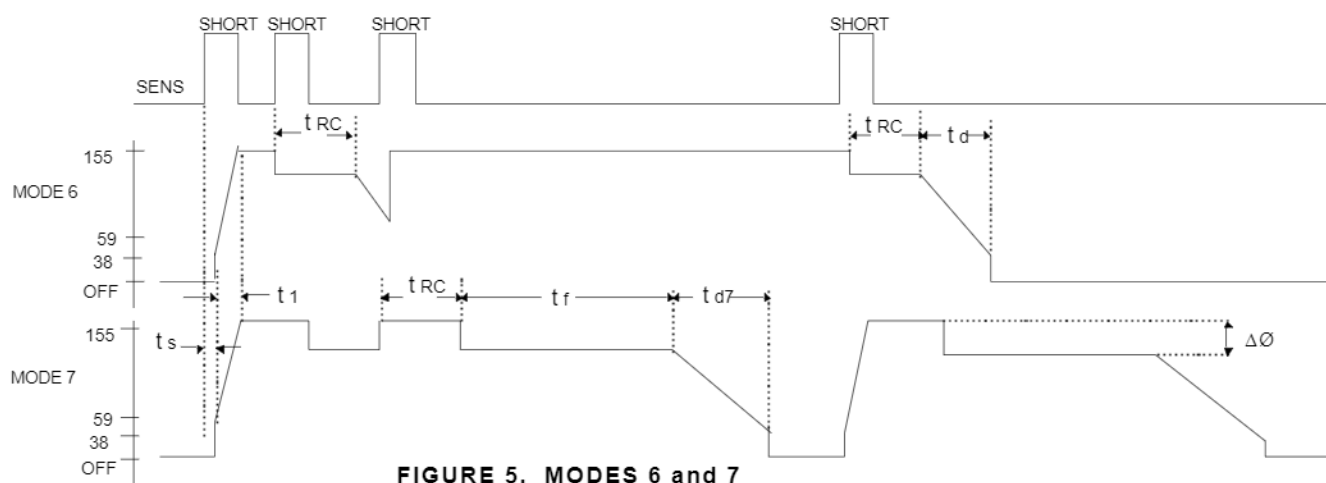 SHORT SHORT SHORT SHORT
SENS
t RC t RC t d
155
MODE 6
59
38
OFF
t 1 t RC t f t d7
155
t s ΔØ
MODE 7
59
38
OFF
FIGURE 5. MODES 6 and 7